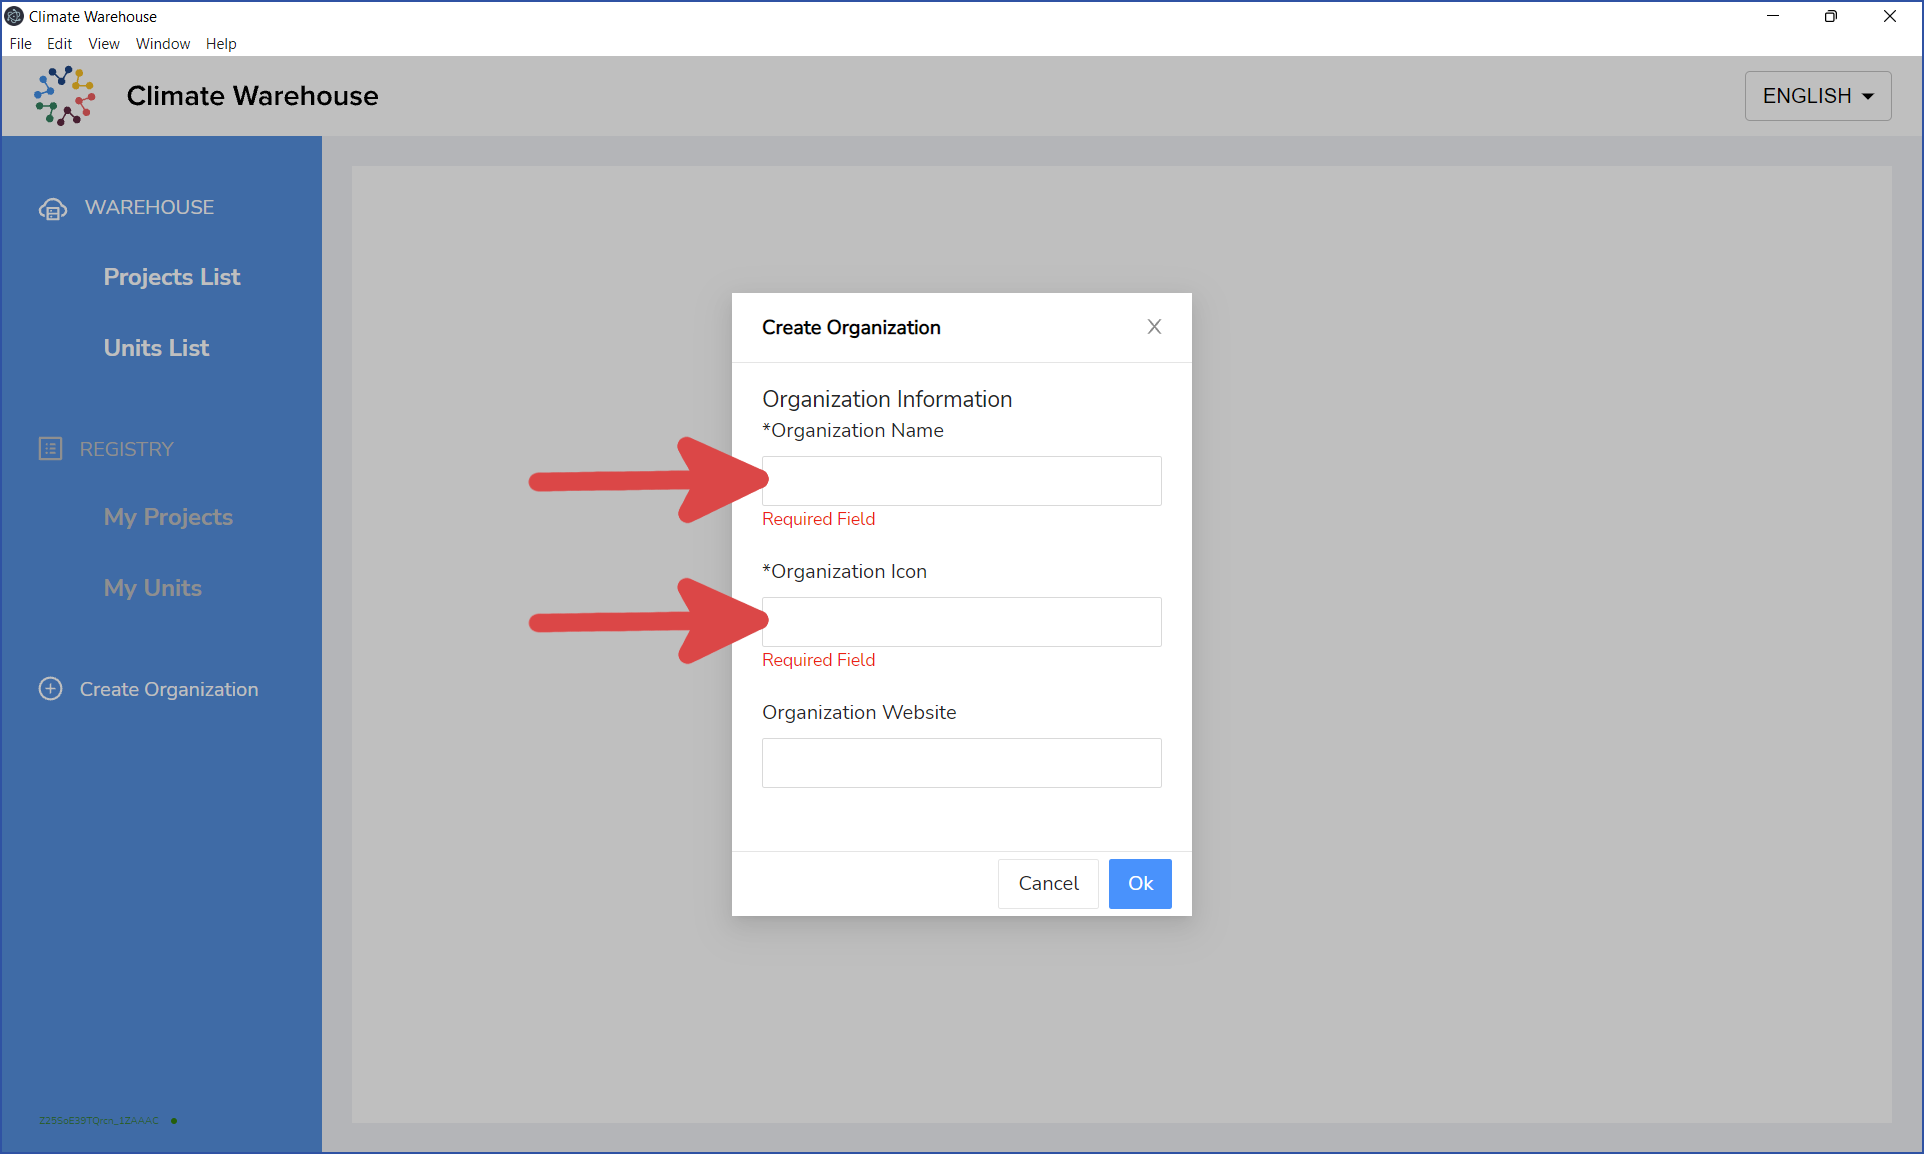 Climate Warehouse
File Edit View Window Help
Climate Warehouse
ENGLISH
WAREHOUSE
Projects List
Units List
REGISTRY
My Projects
My Units
Create Organization
Create Organization
Organization Information
*Organization Name
Required Field
*Organization Icon
Required Field
Organization Website
Cancel
Ok